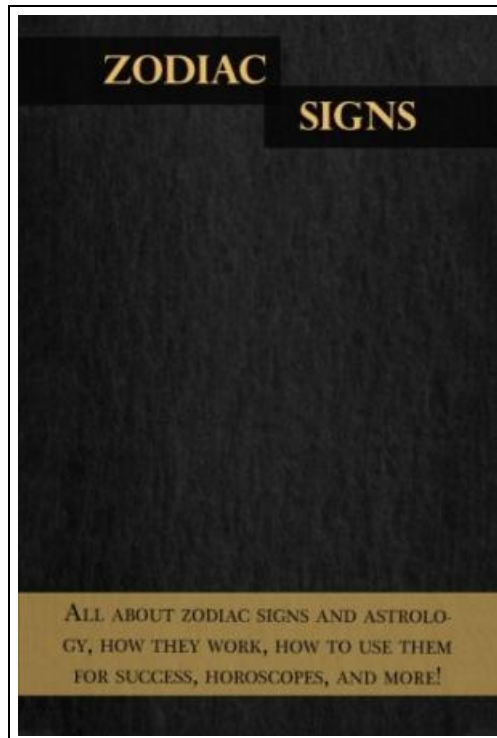 ZODIAC
SIGNS
ALL ABOUT ZODIAC SIGNS AND ASTROLO-
GY, HOW THEY WORK, HOW TO USE THEM
FOR SUCCESS, HOROSCOPES, AND MORE!